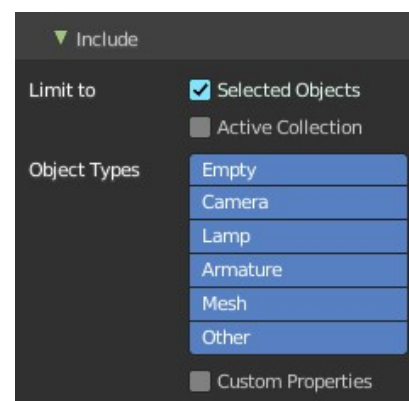 Include
Limit to Selected Objects
Active Collection
Object Types Empty
Camera
Lamp
Armature
Mesh
Other
Custom Properties